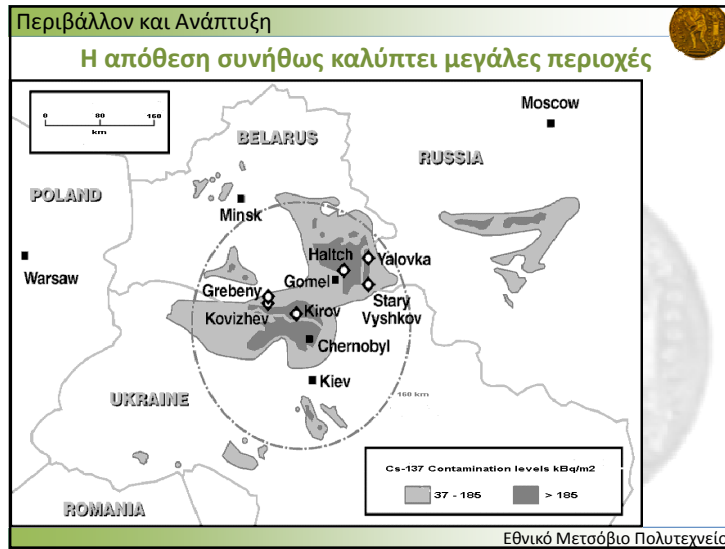 Περιβάλλον και Ανάπτυξη
Η απόθεση συνήθως καλύπτει μεγάλες περιοχές
0 80 160
km
Moscow
BELARUS
RUSSIA
POLAND
Minsk
Warsaw
Haltch
Yalovka
Gomel
Grebeny
Stary
Vyshkov
Kovizhev
Kirov
Chernobyl
Kiev
160 km
UKRAINE
Cs-137 Contamination levels kBq/m2
37 - 185
> 185
ROMANIA
Εθνικό Μετσόβιο Πολυτεχνείο